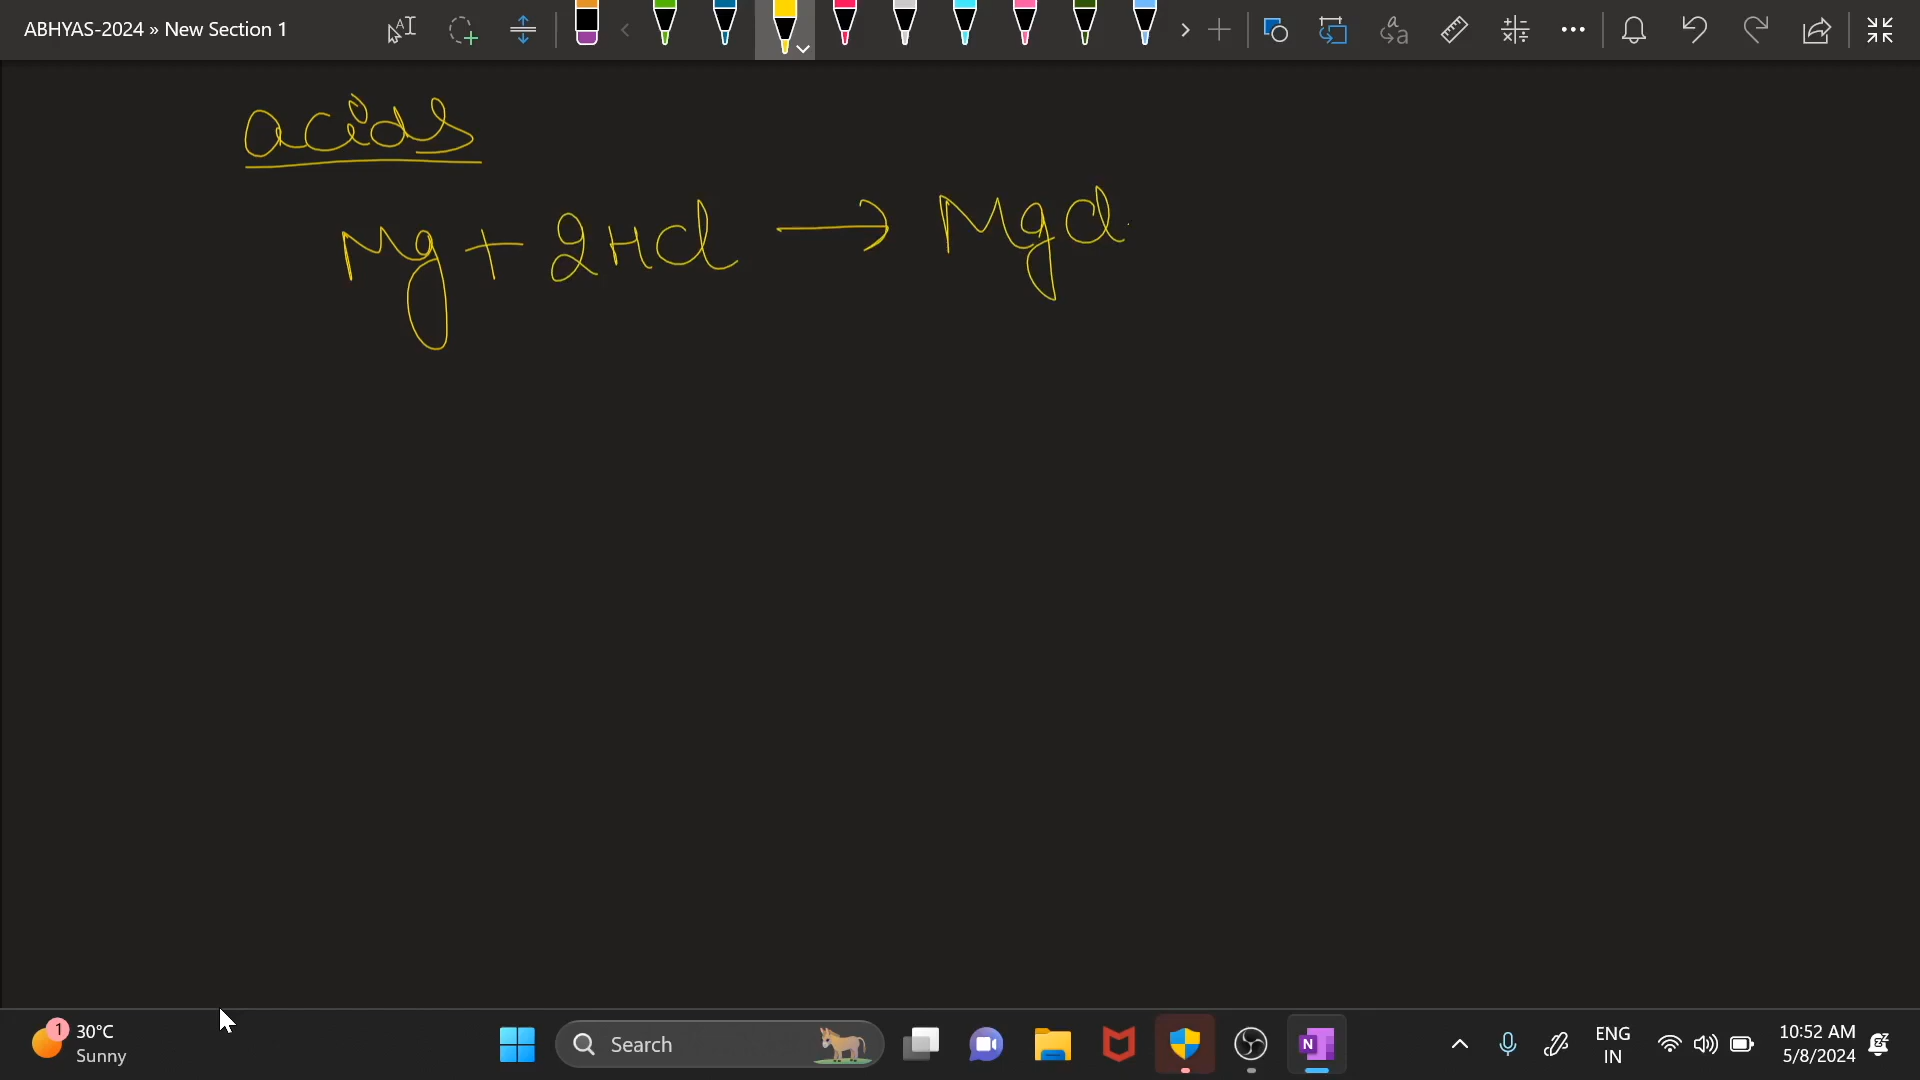 ABHYAS-2024 » New Section 1
acids
Mg + 2HCl → MgCl
1
30°C
Sunny
Search
ENG
IN
10:52 AM
5/8/2024